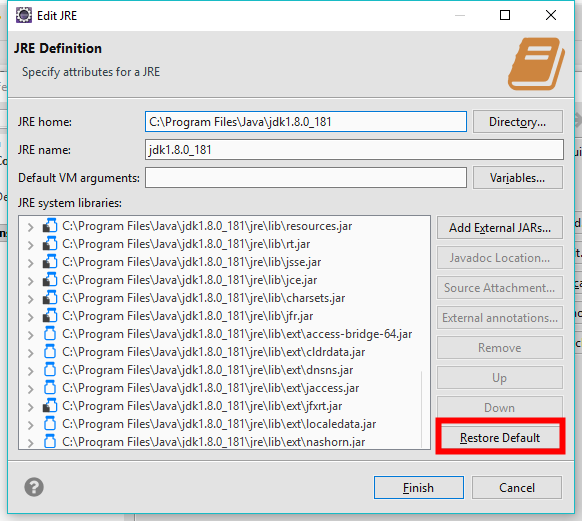 Edit JRE
JRE Definition
Specify attributes for a JRE
JRE home: C:\Program Files\Java\jdk1.8.0_181 Directory...
JRE name: jdk1.8.0_181
Default VM arguments: Variables...
JRE system libraries:
C:\Program Files\Java\jdk1.8.0_181\jre\lib\resources.jar
C:\Program Files\Java\jdk1.8.0_181\jre\lib\rt.jar
C:\Program Files\Java\jdk1.8.0_181\jre\lib\jsse.jar
C:\Program Files\Java\jdk1.8.0_181\jre\lib\jce.jar
C:\Program Files\Java\jdk1.8.0_181\jre\lib\charsets.jar
C:\Program Files\Java\jdk1.8.0_181\jre\lib\jfr.jar
C:\Program Files\Java\jdk1.8.0_181\jre\lib\ext\access-bridge-64.jar
C:\Program Files\Java\jdk1.8.0_181\jre\lib\ext\cldrdata.jar
C:\Program Files\Java\jdk1.8.0_181\jre\lib\ext\dnsns.jar
C:\Program Files\Java\jdk1.8.0_181\jre\lib\ext\jaccess.jar
C:\Program Files\Java\jdk1.8.0_181\jre\lib\ext\jfxrt.jar
C:\Program Files\Java\jdk1.8.0_181\jre\lib\ext\localedata.jar
C:\Program Files\Java\jdk1.8.0_181\jre\lib\ext\nashorn.jar
Add External JARs...
Javadoc Location...
Source Attachment...
External annotations...
Remove
Up
Down
Restore Default
Finish Cancel